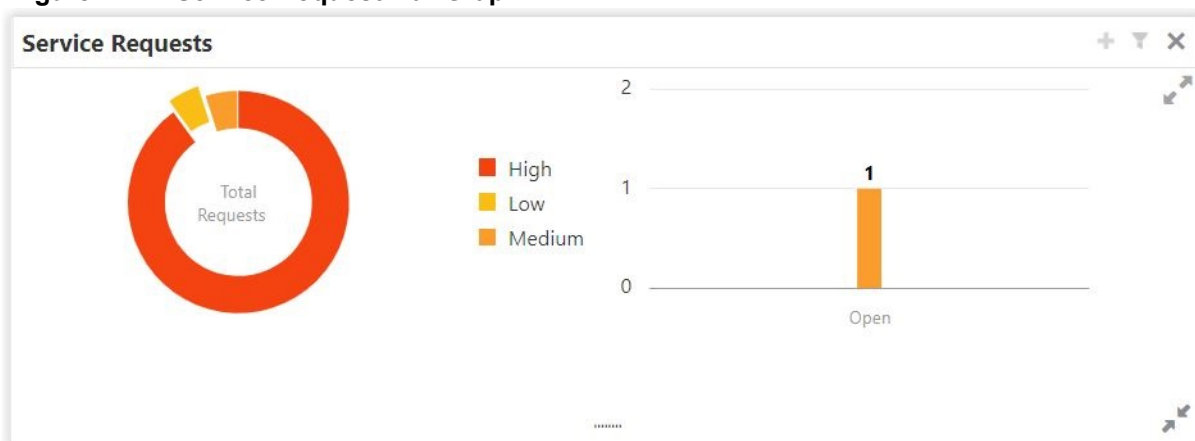 Service Requests
Total
Requests
High
Low
Medium
2
1
0
1
Open